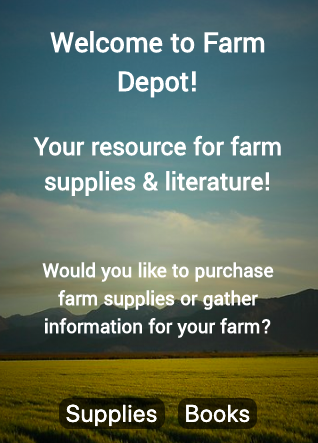 Welcome to Farm
Depot!
Your resource for farm
supplies & literature!
Would you like to purchase
farm supplies or gather
information for your farm?
Supplies Books